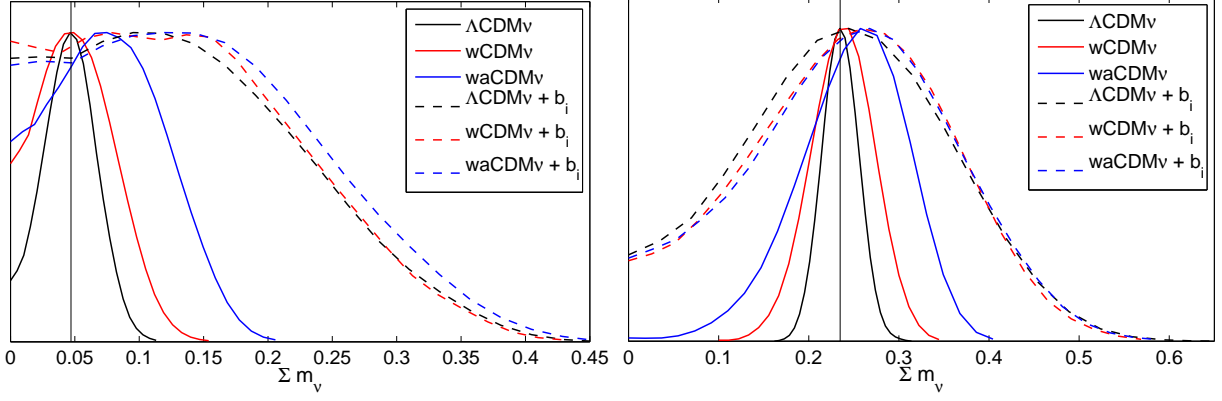 ΛCDMν
wCDMν
waCDMν
ΛCDMν + b_i
wCDMν + b_i
waCDMν + b_i
0 0.05 0.1 0.15 0.2 0.25 0.3 0.35 0.4 0.45
Σ m_ν
ΛCDMν
wCDMν
waCDMν
ΛCDMν + b_i
wCDMν + b_i
waCDMν + b_i
0 0.1 0.2 0.3 0.4 0.5 0.6
Σ m_ν